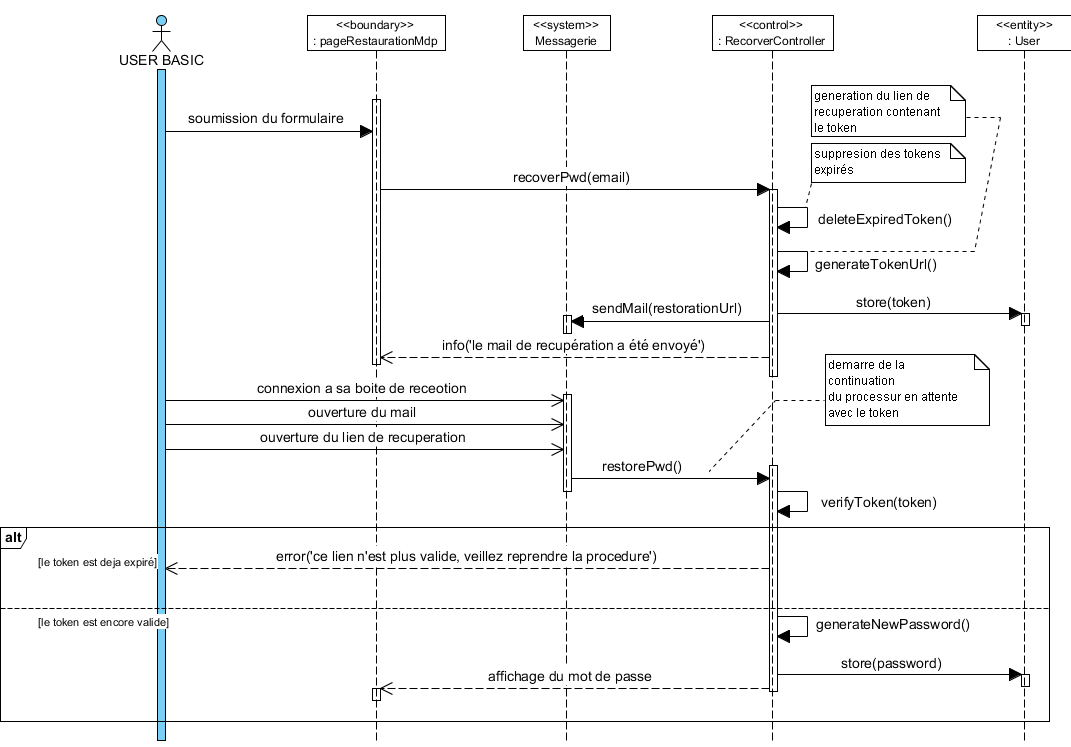 <<boundary>>
: pageRestaurationMdp
<<system>>
Messagerie
<<control>>
: RecorverController
<<entity>>
: User
USER BASIC
generation du lien de
recuperation contenant
le token
soumission du formulaire
suppresion des tokens
expirés
recoverPwd(email)
deleteExpiredToken()
generateTokenUrl()
store(token)
sendMail(restorationUrl)
info('le mail de recupération a été envoyé')
demarre de la
continuation
du processur en attente
avec le token
connexion a sa boite de receotion
ouverture du mail
ouverture du lien de recuperation
restorePwd()
verifyToken(token)
alt
[le token est deja expiré]
error('ce lien n'est plus valide, veillez reprendre la procedure')
[le token est encore valide]
generateNewPassword()
store(password)
affichage du mot de passe